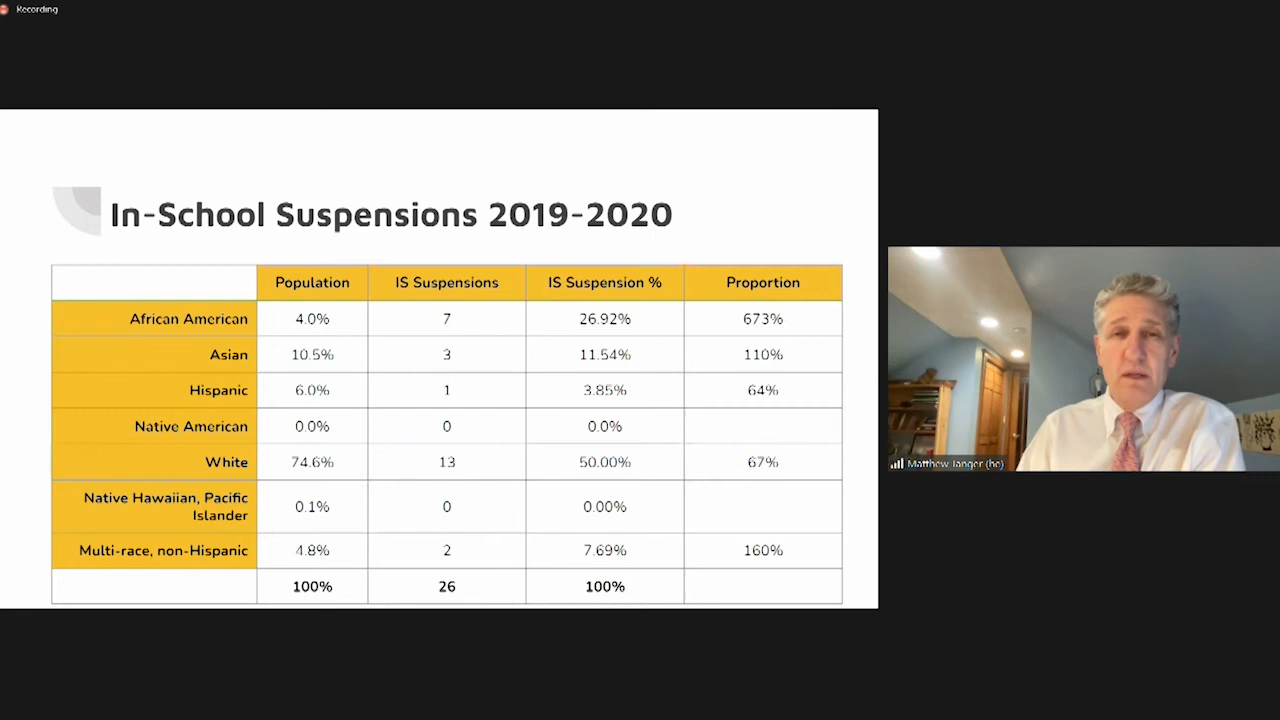 Recording
In-School Suspensions 2019-2020
Population IS Suspensions IS Suspension % Proportion
African American 4.0% 7 26.92% 673%
Asian 10.5% 3 11.54% 110%
Hispanic 6.0% 1 3.85% 64%
Native American 0.0% 0 0.0%
White 74.6% 13 50.00% 67%
Native Hawaiian, Pacific
Islander 0.1% 0 0.00%
Multi-race, non-Hispanic 4.8% 2 7.69% 160%
100% 26 100%
Matthew Janger (he)